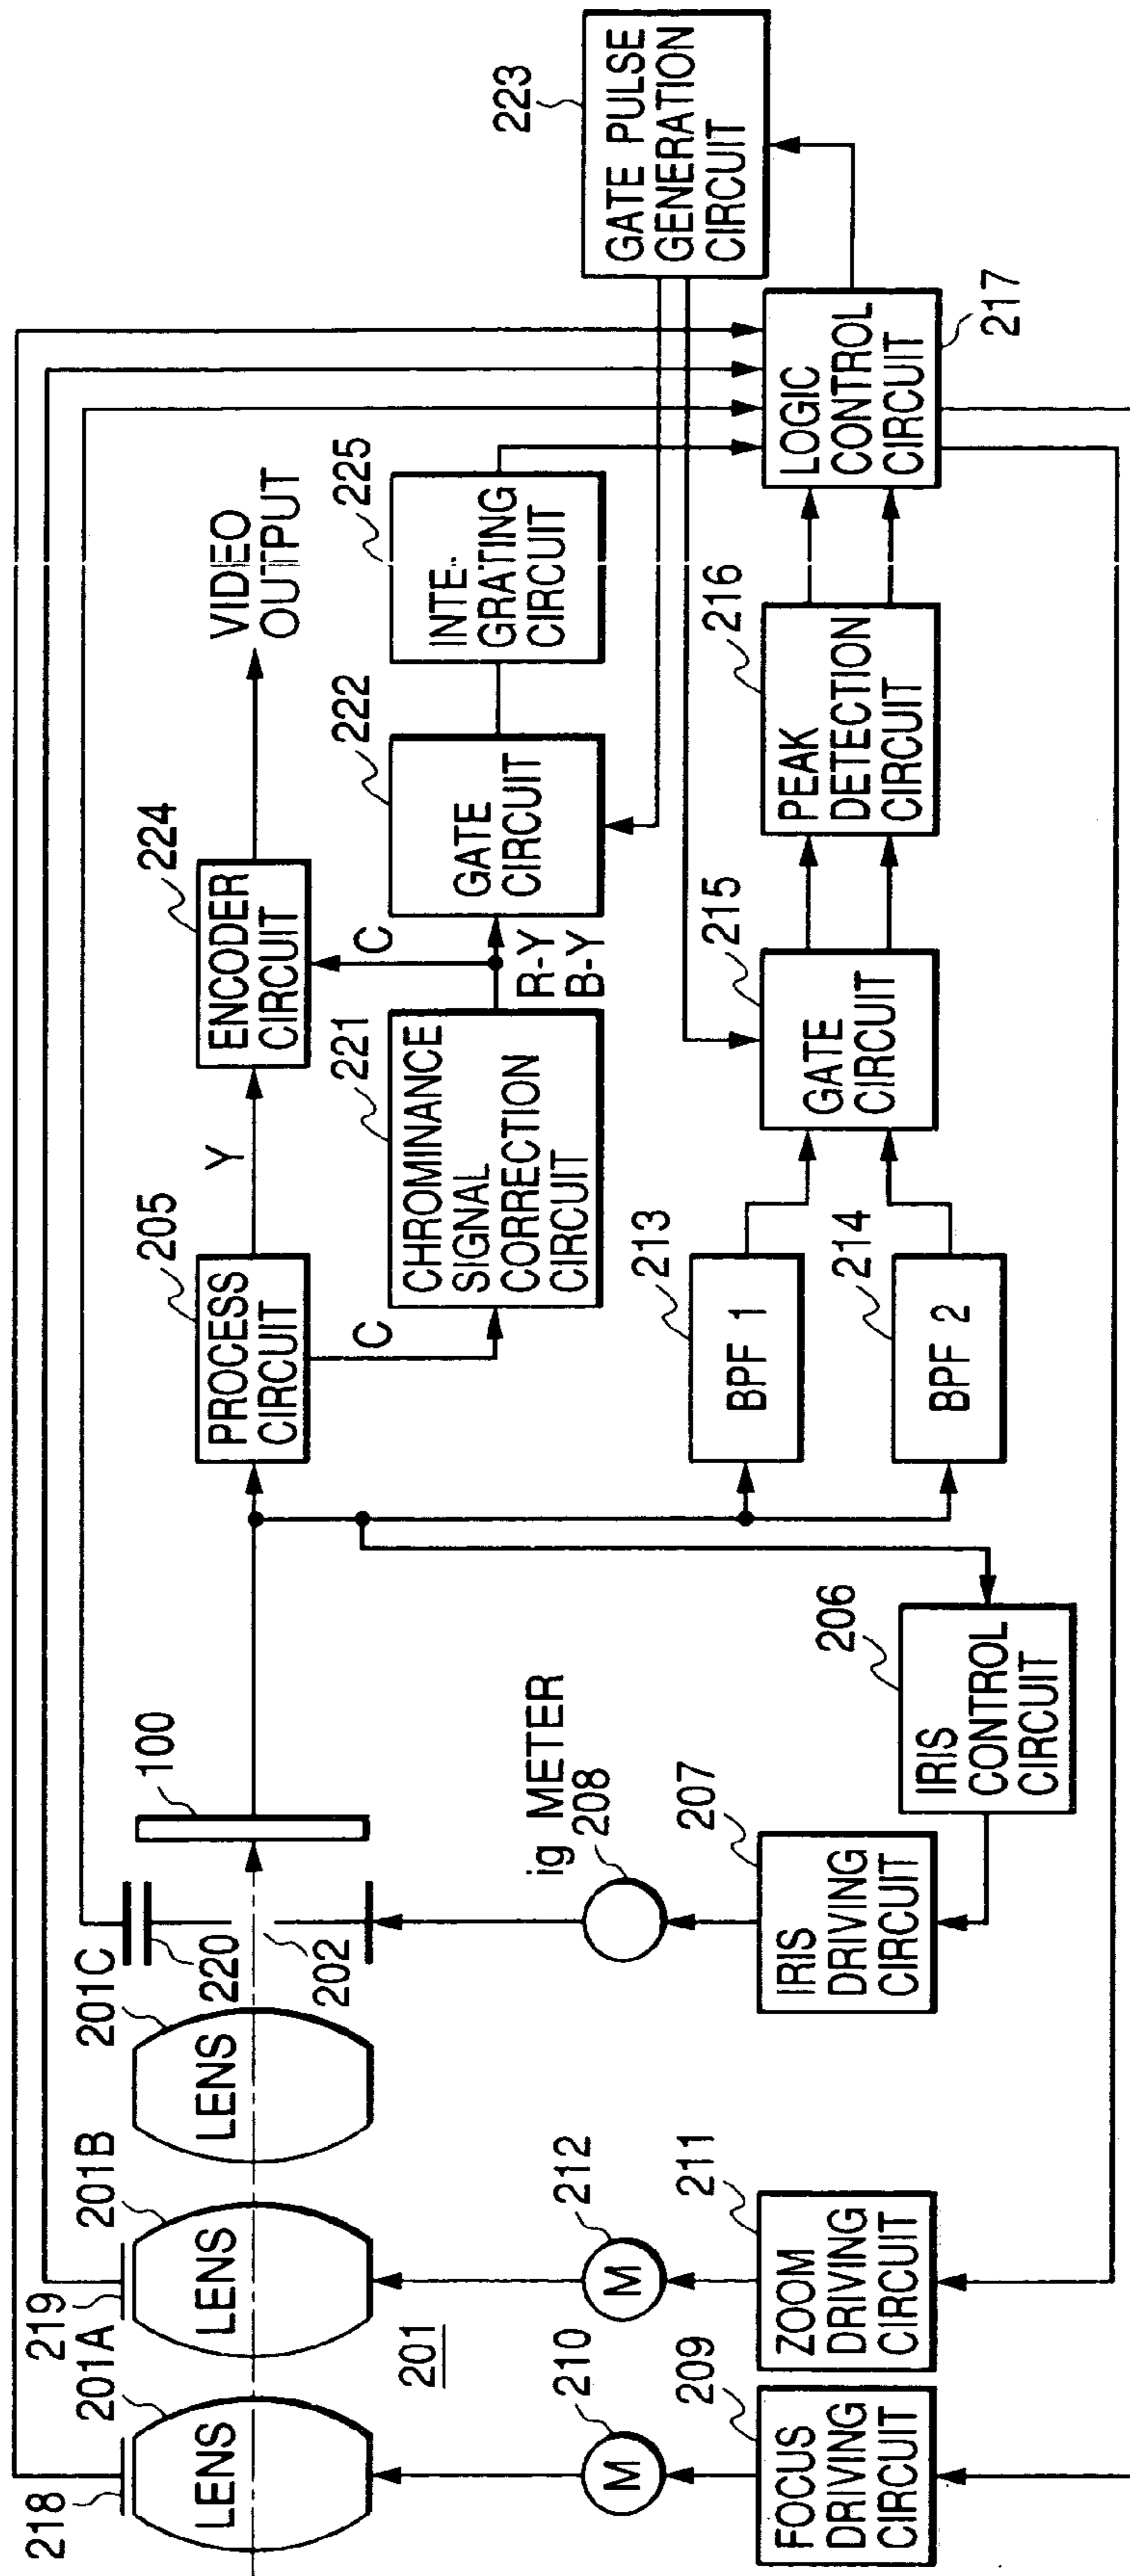 218
201A
LENS
219
201B
LENS
201C
LENS
220
202
100
201
210
M
212
M
ig METER
208
209
FOCUS
DRIVING
CIRCUIT
211
ZOOM
DRIVING
CIRCUIT
207
IRIS
DRIVING
CIRCUIT
206
IRIS
CONTROL
CIRCUIT
205
PROCESS
CIRCUIT
Y
C
224
ENCODER
CIRCUIT
VIDEO
OUTPUT
221
CHROMINANCE
SIGNAL
CORRECTION
CIRCUIT
C
R-Y
B-Y
222
GATE
CIRCUIT
225
INTE-
GRATING
CIRCUIT
213
BPF 1
214
BPF 2
215
GATE
CIRCUIT
216
PEAK
DETECTION
CIRCUIT
LOGIC
CONTROL
CIRCUIT
217
223
GATE PULSE
GENERATION
CIRCUIT